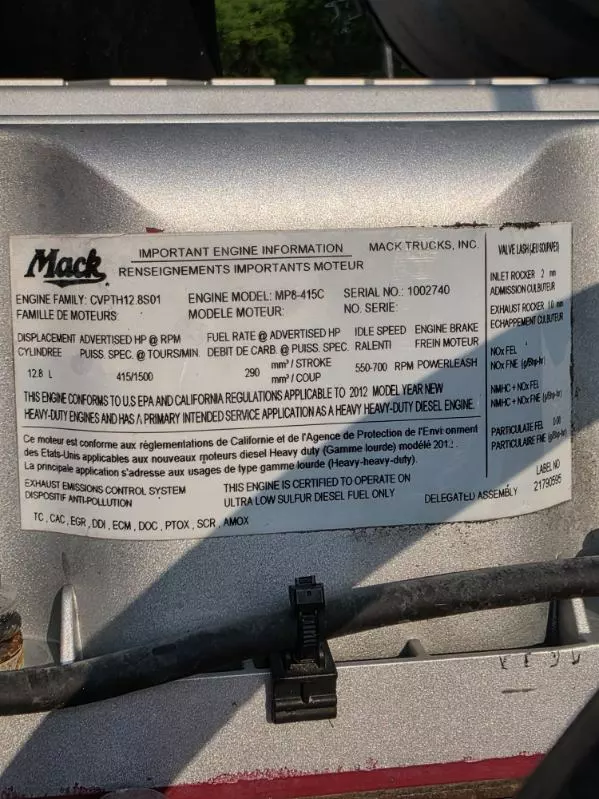 Mack
IMPORTANT ENGINE INFORMATION MACK TRUCKS, INC.
RENSEIGNEMENTS IMPORTANTS MOTEUR
ENGINE FAMILY: CVPTH12.8S01 ENGINE MODEL: MP8-415C SERIAL NO.: 1002740
FAMILLE DE MOTEURS: MODELE MOTEUR: NO. SERIE:
DISPLACEMENT ADVERTISED HP @ RPM FUEL RATE @ ADVERTISED HP IDLE SPEED ENGINE BRAKE
CYLINDREE PUISS. SPEC. @ TOURS/MIN. DEBIT DE CARB. @ PUISS. SPEC. RALENTI FREIN MOTEUR
12.8 L 415/1500 290 mm³ / STROKE 550-700 RPM POWERLEASH
mm³ / COUP
THIS ENGINE CONFORMS TO U.S EPA AND CALIFORNIA REGULATIONS APPLICABLE TO 2012 MODEL YEAR NEW
HEAVY-DUTY ENGINES AND HAS A PRIMARY INTENDED SERVICE APPLICATION AS A HEAVY HEAVY-DUTY DIESEL ENGINE.
Ce moteur est conforme aux réglementations de Californie et de l'Agence de Protection de l'Environment
des Etats-Unis applicables aux nouveaux moteurs diesel Heavy duty (Gamme lourde) modèle
La principale application s'adresse aux usages de type gamme lourde (Heavy-heavy-duty).
EXHAUST EMISSIONS CONTROL SYSTEM THIS ENGINE IS CERTIFIED TO OPERATE ON
DISPOSITIF ANTI-POLLUTION ULTRA LOW SULFUR DIESEL FUEL ONLY DELEGATED ASSEMBLY
TC , CAC, EGR , DDI , ECM , DOC , PTOX , SCR , AMOX
VALVE LASH
INLET ROCKER 2 mm
ADMISSION CULBUTEUR
EXHAUST ROCKER mm
ECHAPPEMENT CULBUTEUR
NOx FEL
NOx FNE (g/Bhp-hr)
NMHC + NOx FEL
NMHC + NOx FNE (g/Bhp-hr)
PARTICULATE FEL
PARTICULAIRE FNE (g/Bhp-hr)
LABEL NO
21790595